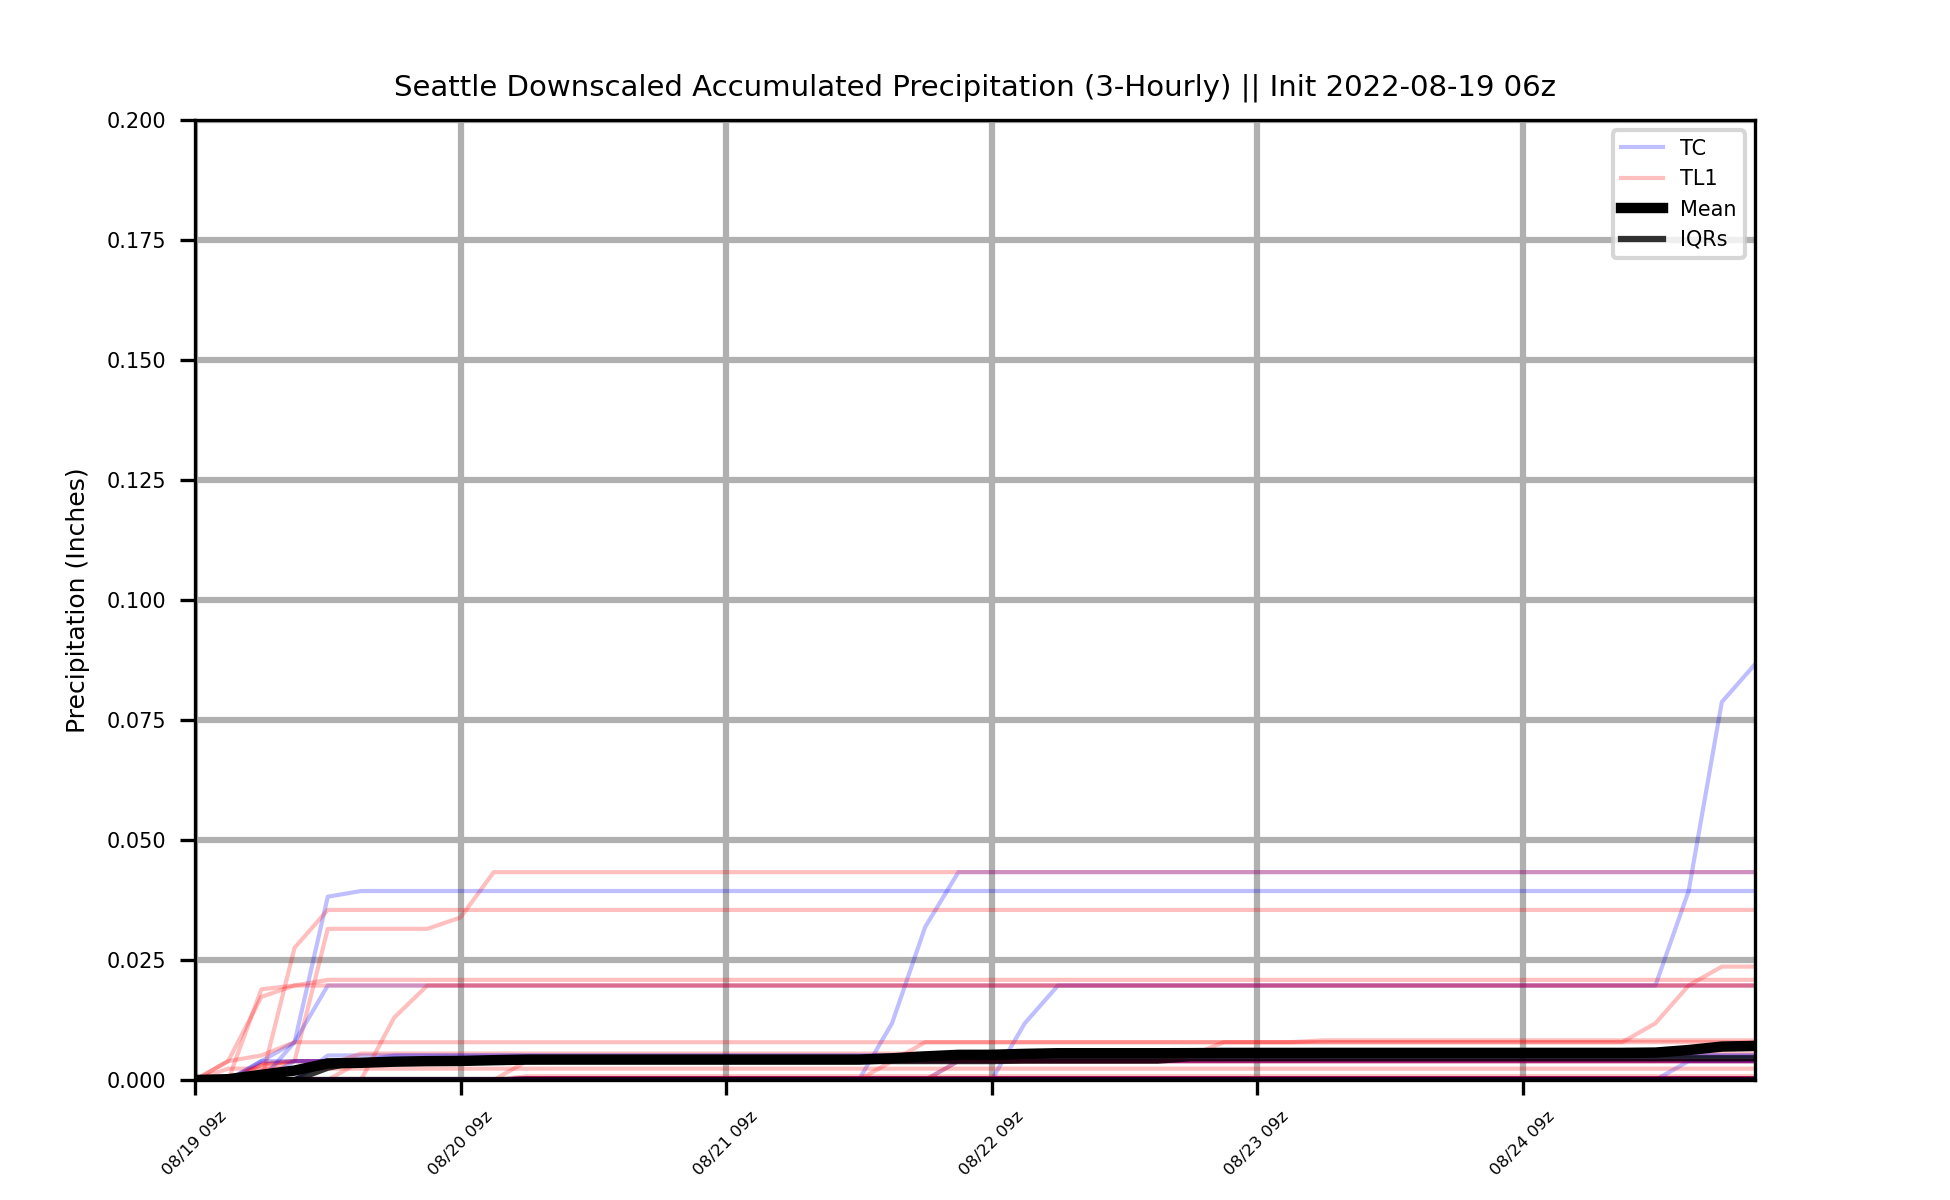 Seattle Downscaled Accumulated Precipitation (3-Hourly) || Init 2022-08-19 06z
TC
TL1
Mean
IQRs
Precipitation (Inches)
0.200
0.175
0.150
0.125
0.100
0.075
0.050
0.025
0.000
08/19 09z
08/20 09z
08/21 09z
08/22 09z
08/23 09z
08/24 09z